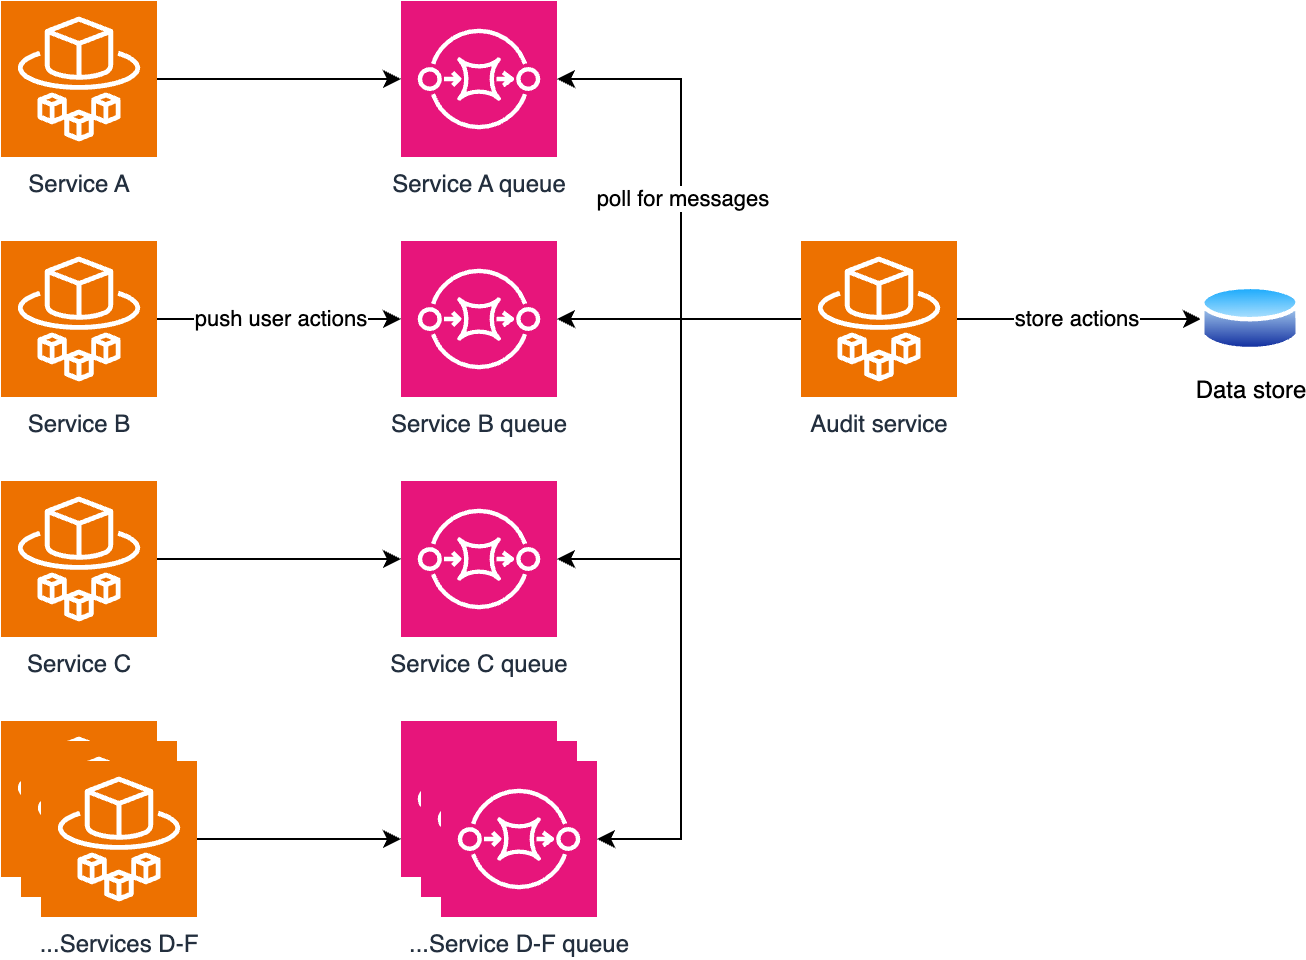 Service A
Service A queue
poll for messages
Service B
push user actions
Service B queue
Audit service
store actions
Data store
Service C
Service C queue
...Services D-F
...Service D-F queue